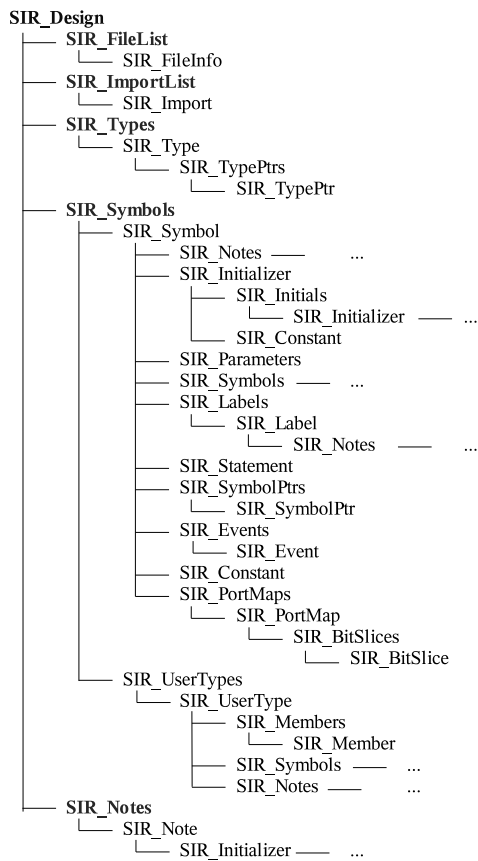 SIR_Design
SIR_FileList
SIR_FileInfo
SIR_ImportList
SIR_Import
SIR_Types
SIR_Type
SIR_TypePtrs
SIR_TypePtr
SIR_Symbols
SIR_Symbol
SIR_Notes ...
SIR_Initializer
SIR_Initials
SIR_Initializer ...
SIR_Constant
SIR_Parameters
SIR_Symbols ...
SIR_Labels
SIR_Label
SIR_Notes ...
SIR_Statement
SIR_SymbolPtrs
SIR_SymbolPtr
SIR_Events
SIR_Event
SIR_Constant
SIR_PortMaps
SIR_PortMap
SIR_BitSlices
SIR_BitSlice
SIR_UserTypes
SIR_UserType
SIR_Members
SIR_Member
SIR_Symbols ...
SIR_Notes ...
SIR_Notes
SIR_Note
SIR_Initializer ...